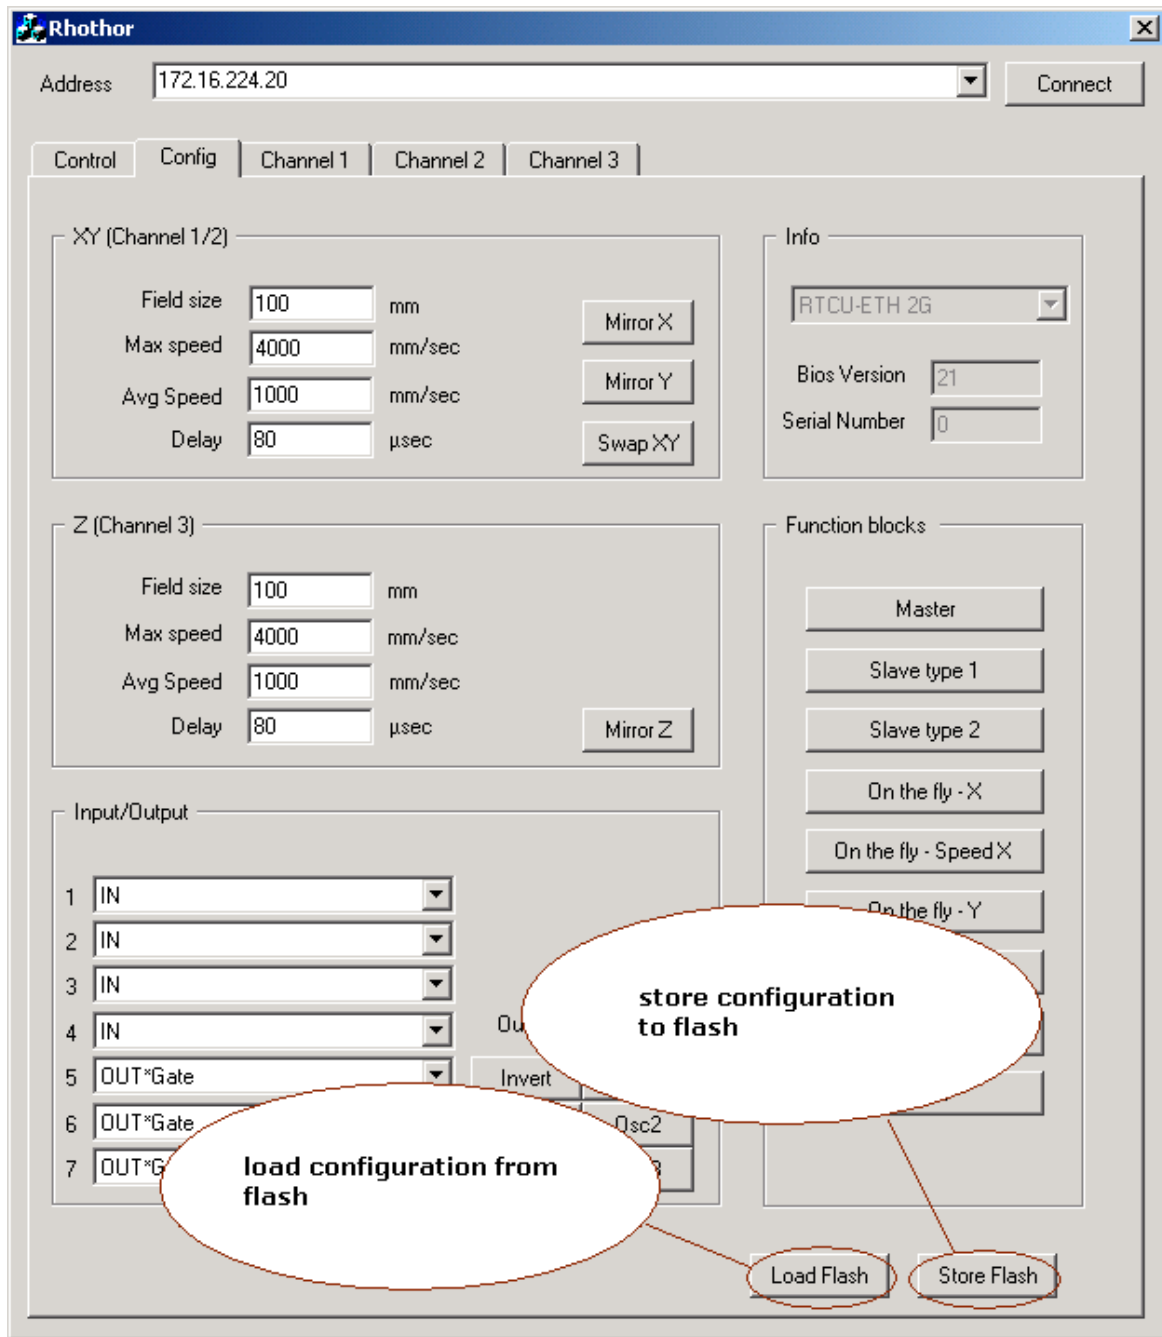 Rhothor
Address 172.16.224.20 Connect
Control Config Channel 1 Channel 2 Channel 3
XY (Channel 1/2)
Field size 100 mm
Max speed 4000 mm/sec
Avg Speed 1000 mm/sec
Delay 80 µsec
Mirror X
Mirror Y
Swap XY
Info
RTCU-ETH 2G
Bios Version 21
Serial Number 0
Z (Channel 3)
Field size 100 mm
Max speed 4000 mm/sec
Avg Speed 1000 mm/sec
Delay 80 µsec
Mirror Z
Function blocks
Master
Slave type 1
Slave type 2
On the fly - X
On the fly - Speed X
On the fly - Y
Input/Output
1 IN
2 IN
3 IN
4 IN
5 OUT*Gate Invert
6 OUT*Gate Osc2
7
store configuration
to flash
load configuration from
flash
Load Flash Store Flash